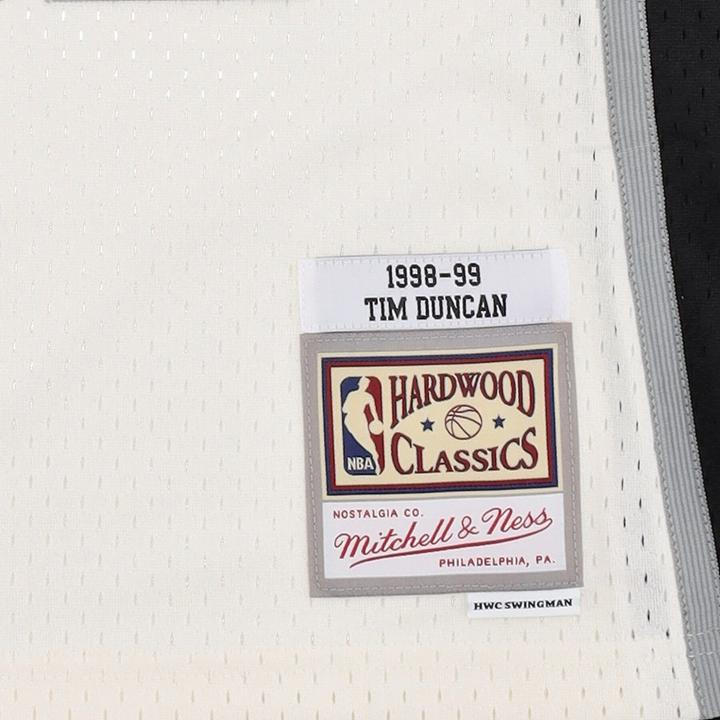 1998-99
TIM DUNCAN
HARDWOOD
CLASSICS
NBA
NOSTALGIA CO.
Mitchell & Ness
PHILADELPHIA, PA.
HWC SWINGMAN